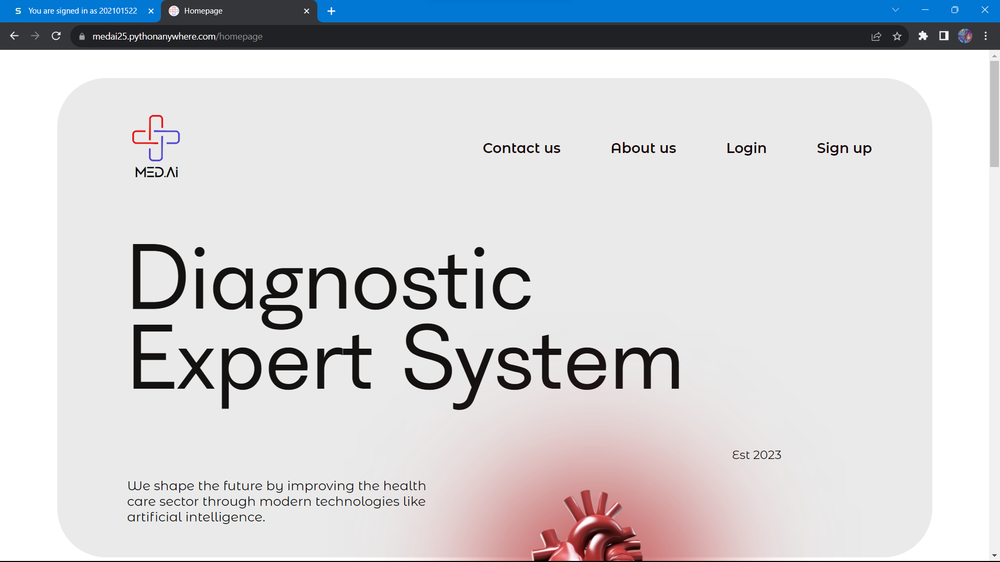 You are signed in as 202101522
Homepage
medai25.pythonanywhere.com/homepage
MED.Ai
Contact us
About us
Login
Sign up
Diagnostic
Expert System
Est 2023
We shape the future by improving the health
care sector through modern technologies like
artificial intelligence.